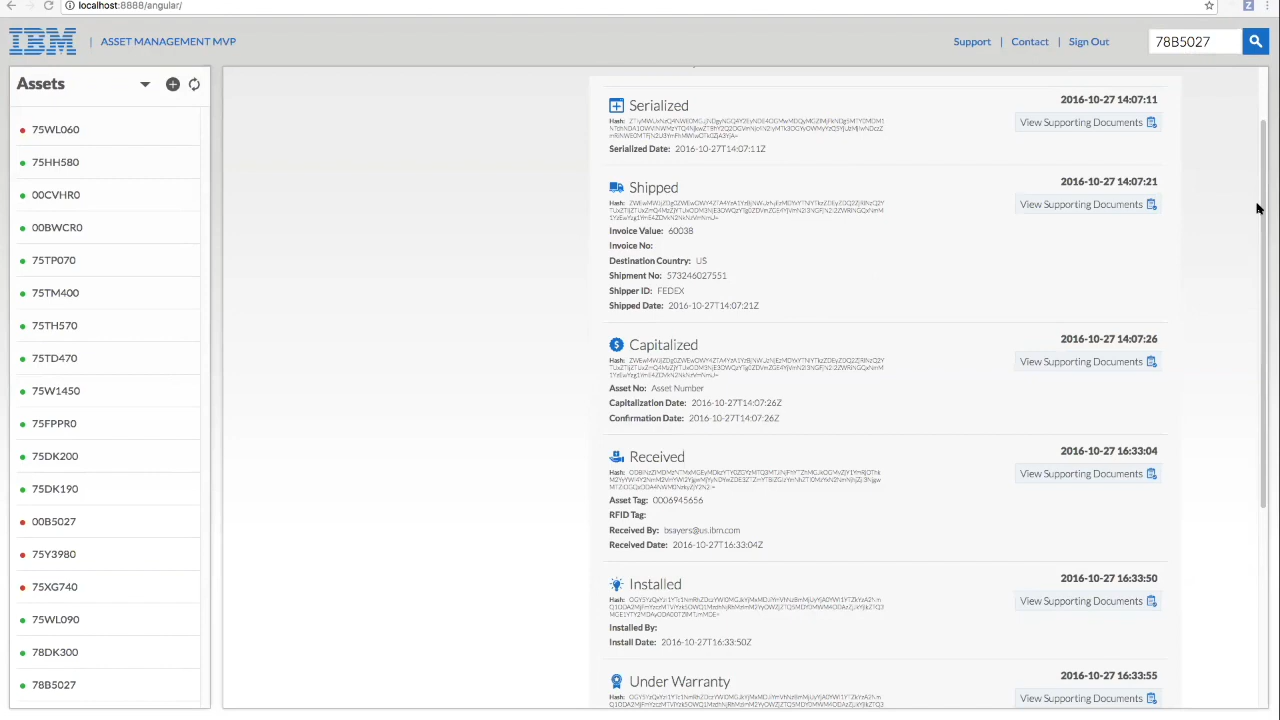 localhost:8888/angular/
IBM | ASSET MANAGEMENT MVP
Support | Contact | Sign Out
78B5027
Assets
75WL060
75HH580
00CVHR0
00BWCR0
75TP070
75TM400
75TH570
75TD470
75W1450
75FPPR0
75DK200
75DK190
00B5027
75Y3980
75XG740
75WL090
78DK300
78B5027
Serialized
2016-10-27 14:07:11
View Supporting Documents
Hash:
Serialized Date: 2016-10-27T14:07:11Z
Shipped
2016-10-27 14:07:21
View Supporting Documents
Hash:
Invoice Value: 60038
Invoice No:
Destination Country: US
Shipment No: 573246027551
Shipper ID: FEDEX
Shipped Date: 2016-10-27T14:07:21Z
Capitalized
2016-10-27 14:07:26
View Supporting Documents
Hash:
Asset No: Asset Number
Capitalization Date: 2016-10-27T14:07:26Z
Confirmation Date: 2016-10-27T14:07:26Z
Received
2016-10-27 16:33:04
View Supporting Documents
Hash:
Asset Tag: 0006945656
RFID Tag:
Received By: bsayers@us.ibm.com
Received Date: 2016-10-27T16:33:04Z
Installed
2016-10-27 16:33:50
View Supporting Documents
Hash:
Installed By:
Install Date: 2016-10-27T16:33:50Z
Under Warranty
2016-10-27 16:33:55
View Supporting Documents
Hash: